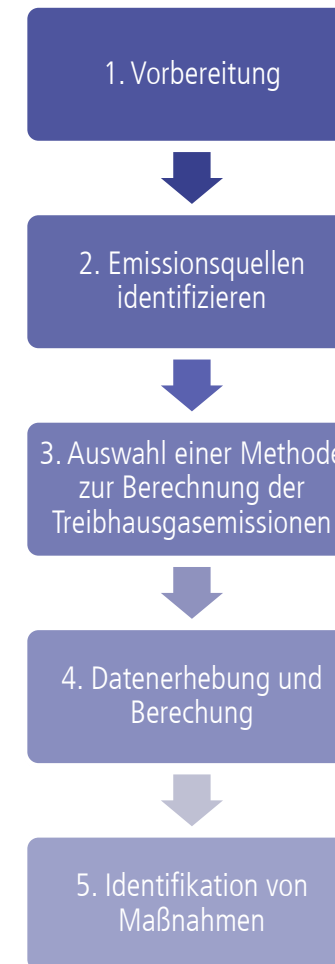 1. Vorbereitung
2. Emissionsquellen
identifizieren
3. Auswahl einer Methode
zur Berechnung der
Treibhausgasemissionen
4. Datenerhebung und
Berechung
5. Identifikation von
Maßnahmen